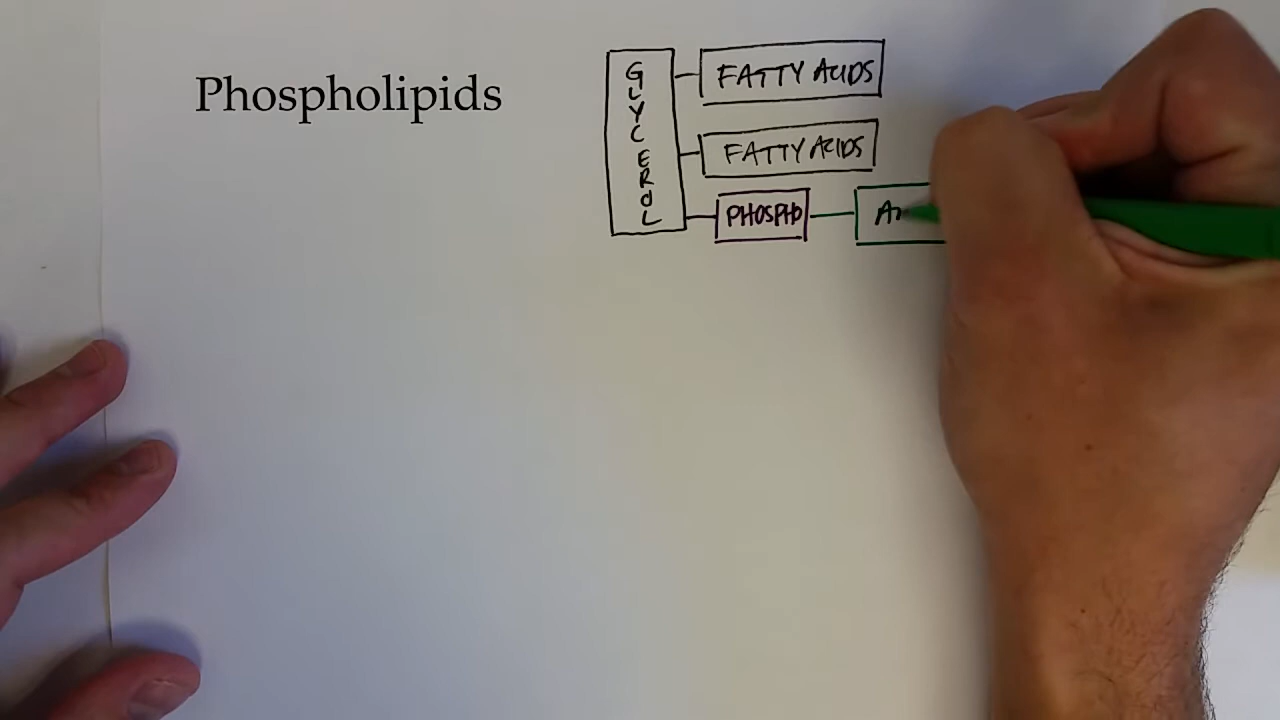 Phospholipids
GLYCEROL
FATTY ACIDS
FATTY ACIDS
PHOSPHO